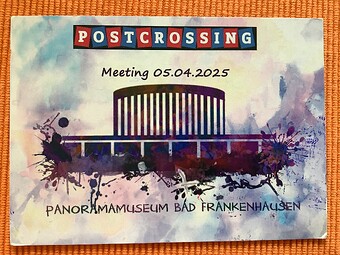 POSTCROSSING
Meeting 05.04.2025
PANORAMAMUSEUM BAD FRANKENHAUSEN